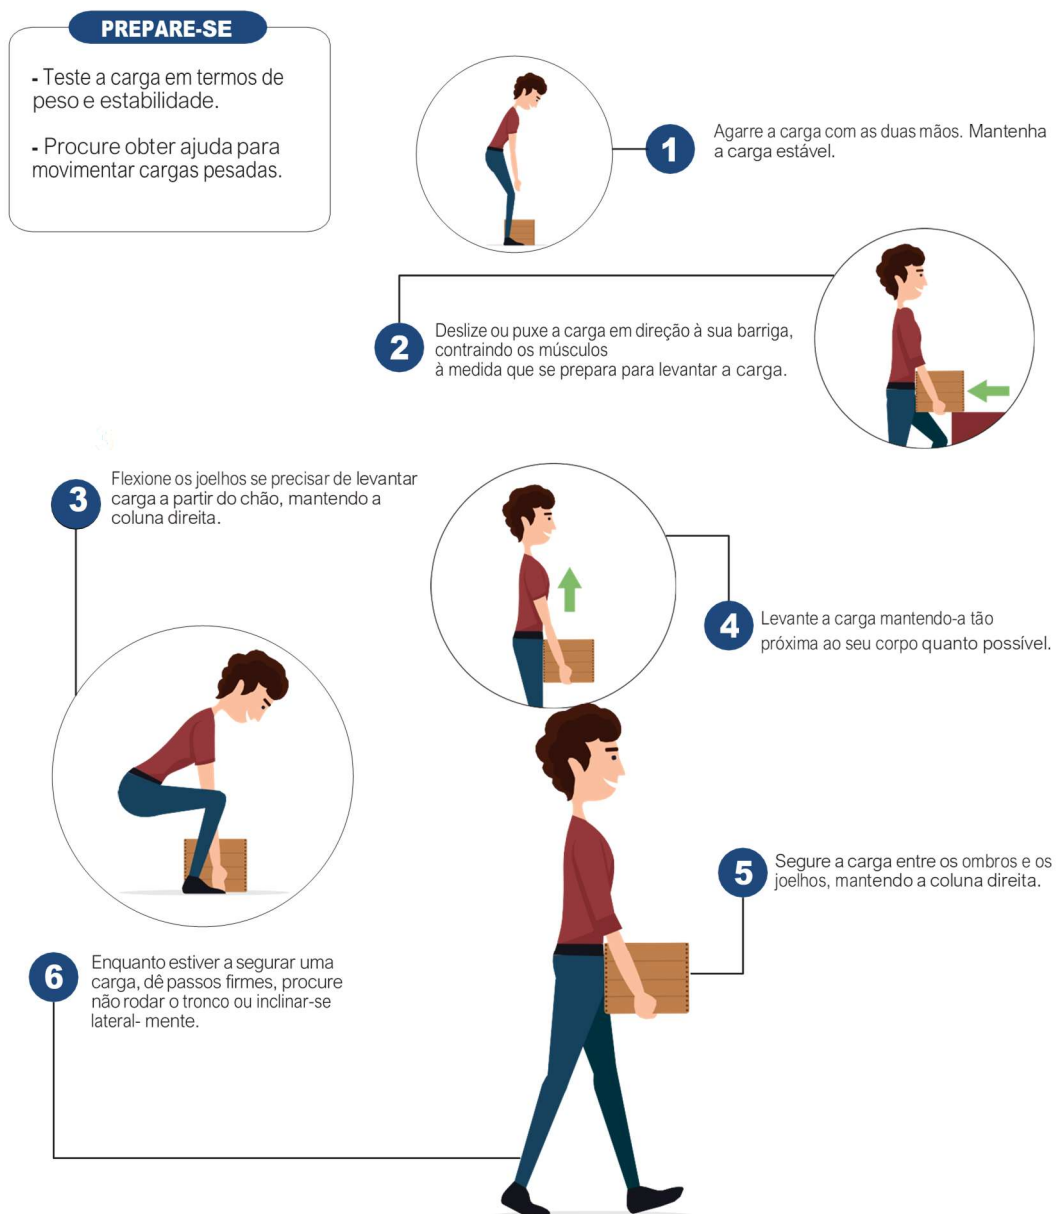 PREPARE-SE
- Teste a carga em termos de
peso e estabilidade.
- Procure obter ajuda para
movimentar cargas pesadas.
1
Agarre a carga com as duas mãos. Mantenha
a carga estável.
2
Deslize ou puxe a carga em direção à sua barriga,
contraindo os músculos
à medida que se prepara para levantar a carga.
3
Flexione os joelhos se precisar de levantar
carga a partir do chão, mantendo a
coluna direita.
4
Levante a carga mantendo-a tão
próxima ao seu corpo quanto possível.
5
Segure a carga entre os ombros e os
joelhos, mantendo a coluna direita.
6
Enquanto estiver a segurar uma
carga, dê passos firmes, procure
não rodar o tronco ou inclinar-se
lateral- mente.